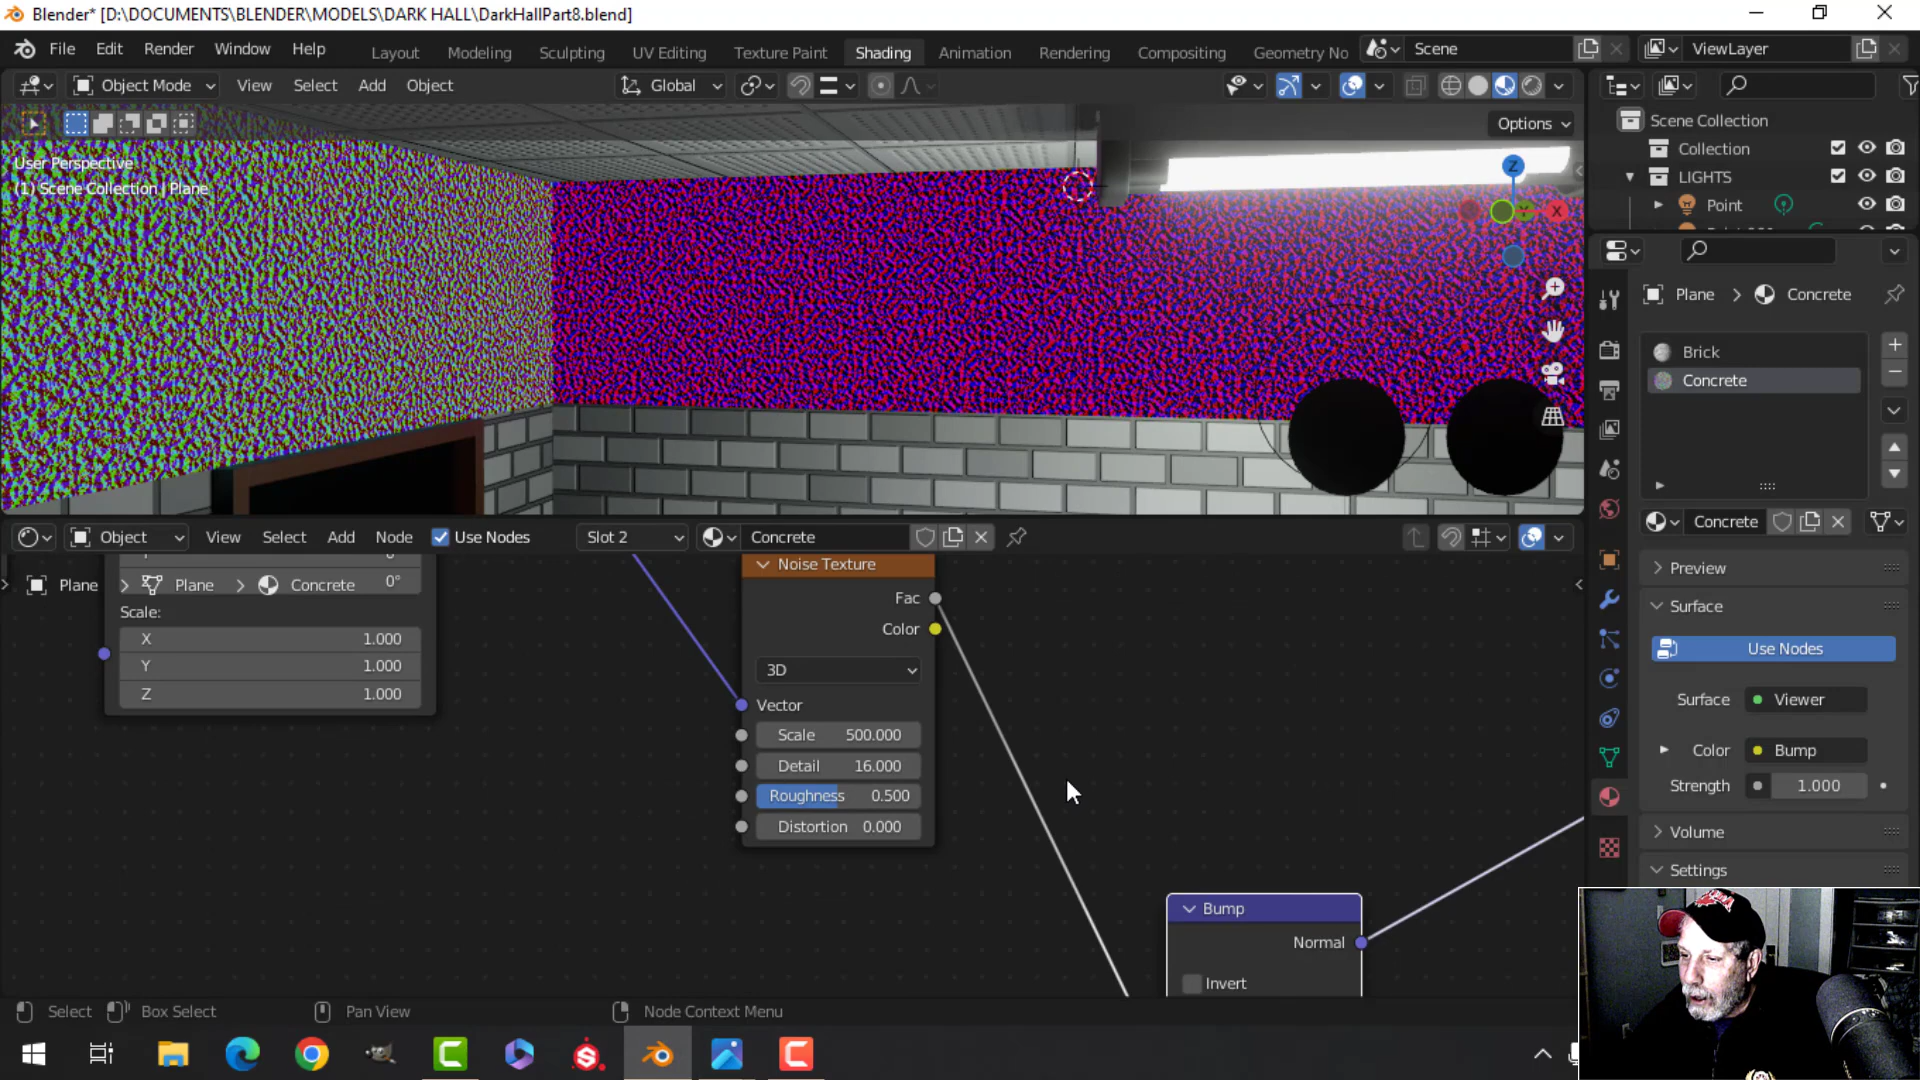 Blender* [D:\DOCUMENTS\BLENDER\MODELS\DARK HALL\DarkHallPart8.blend]
File Edit Render Window Help Layout Modeling Sculpting UV Editing Texture Paint Shading Animation Rendering Compositing Geometry No Scene ViewLayer
Object Mode View Select Add Object Global
Options
User Perspective
(1) Scene Collection | Plane
Z
X
Scene Collection
Collection
LIGHTS
Point
Plane > Concrete
Brick
Concrete
Object View Select Add Node Use Nodes Slot 2 Concrete
Concrete
Plane > Plane > Concrete 0°
Scale:
X 1.000
Y 1.000
Z 1.000
Noise Texture
Fac
Color
3D
Vector
Scale 500.000
Detail 16.000
Roughness 0.500
Distortion 0.000
Bump
Normal
Invert
Preview
Surface
Use Nodes
Surface Viewer
Color Bump
Strength 1.000
Volume
Settings
Select Box Select Pan View Node Context Menu